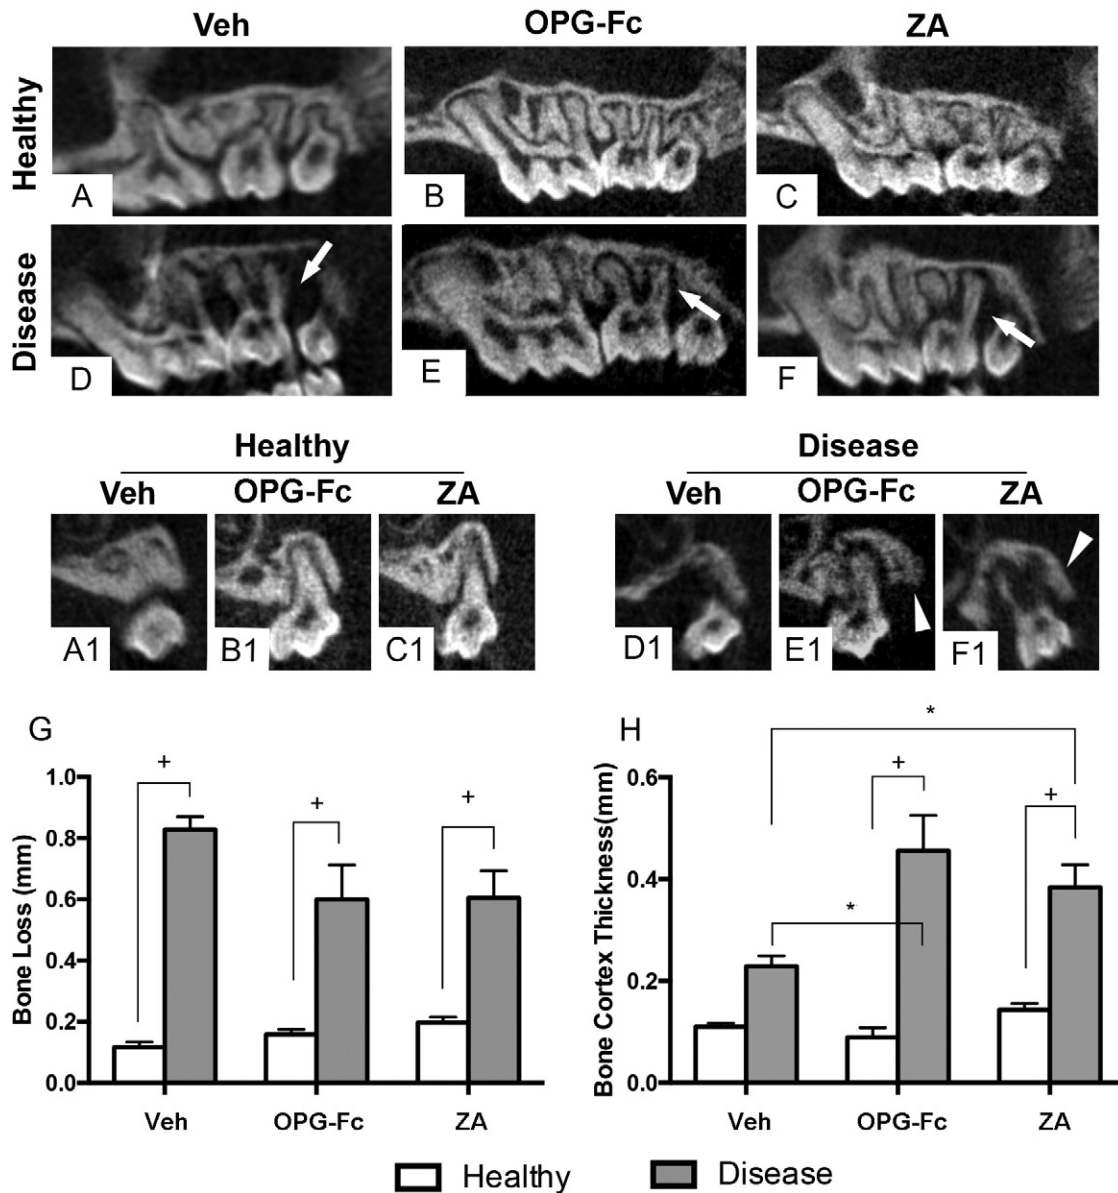 Veh OPG-Fc ZA
Healthy
A B C
Disease
D E F
Healthy Disease
Veh OPG-Fc ZA Veh OPG-Fc ZA
A1 B1 C1 D1 E1 F1
G
+
+
+
1.0
0.8
0.6
0.4
0.2
0.0
Bone Loss (mm)
Veh OPG-Fc ZA
H
*
+
+
*
0.6
0.4
0.2
0.0
Bone Cortex Thickness(mm)
Veh OPG-Fc ZA
Healthy Disease